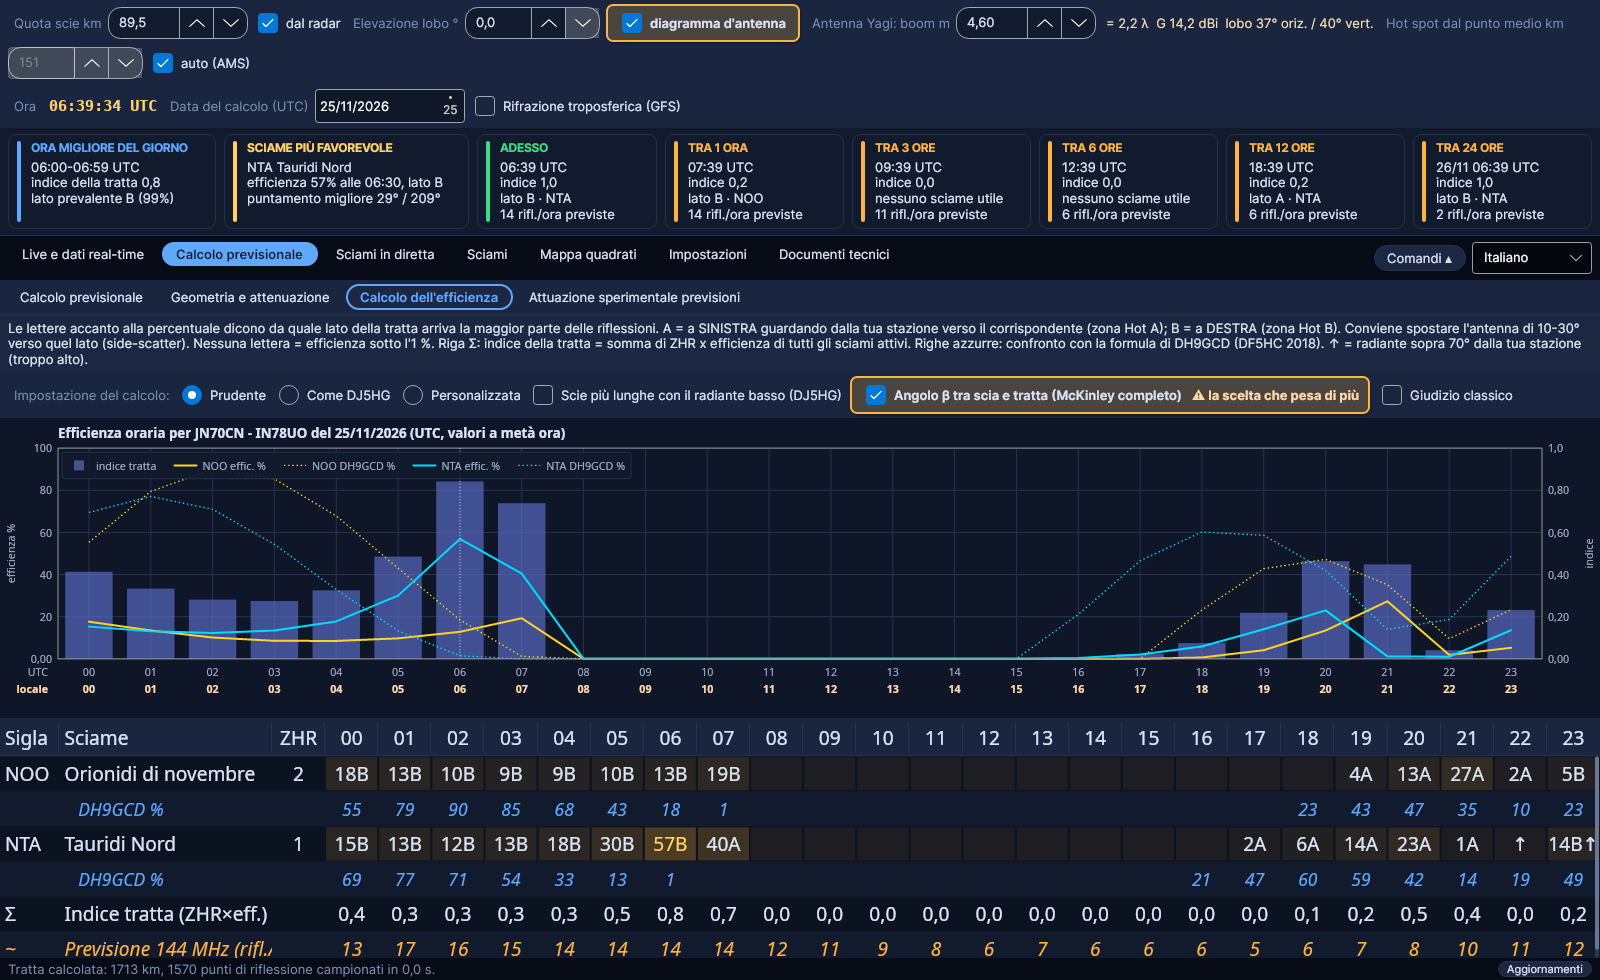 Quota scie km 89,5 dal radar Elevazione lobo ° 0,0 diagramma d'antenna Antenna Yagi: boom m 4,60 = 2,2 λ G 14,2 dBi lobo 37° oriz. / 40° vert. Hot spot dal punto medio km
151 auto (AMS)
Ora 06:39:34 UTC Data del calcolo (UTC) 25/11/2026 25 Rifrazione troposferica (GFS)
ORA MIGLIORE DEL GIORNO
06:00-06:59 UTC
indice della tratta 0,8
lato prevalente B (99%)
SCIAME PIÙ FAVOREVOLE
NTA Tauridi Nord
efficienza 57% alle 06:30, lato B
puntamento migliore 29° / 209°
ADESSO
06:39 UTC
indice 1,0
lato B · NTA
14 rifl./ora previste
TRA 1 ORA
07:39 UTC
indice 0,2
lato B · NOO
14 rifl./ora previste
TRA 3 ORE
09:39 UTC
indice 0,0
nessuno sciame utile
11 rifl./ora previste
TRA 6 ORE
12:39 UTC
indice 0,0
nessuno sciame utile
6 rifl./ora previste
TRA 12 ORE
18:39 UTC
indice 0,2
lato A · NTA
6 rifl./ora previste
TRA 24 ORE
26/11 06:39 UTC
indice 1,0
lato B · NTA
2 rifl./ora previste
Live e dati real-time Calcolo previsionale Sciami in diretta Sciami Mappa quadrati Impostazioni Documenti tecnici Comandi ▴ Italiano
Calcolo previsionale Geometria e attenuazione Calcolo dell'efficienza Attuazione sperimentale previsioni
Le lettere accanto alla percentuale dicono da quale lato della tratta arriva la maggior parte delle riflessioni. A = a SINISTRA guardando dalla tua stazione verso il corrispondente (zona Hot A); B = a DESTRA (zona Hot B). Conviene spostare l'antenna di 10-30°
verso quel lato (side-scatter). Nessuna lettera = efficienza sotto l'1 %. Riga Σ: indice della tratta = somma di ZHR x efficienza di tutti gli sciami attivi. Righe azzurre: confronto con la formula di DH9GCD (DF5HC 2018). ↑ = radiante sopra 70° dalla tua stazione
(troppo alto).
Impostazione del calcolo: Prudente Come DJ5HG Personalizzata Scie più lunghe con il radiante basso (DJ5HG) Angolo β tra scia e tratta (McKinley completo) ⚠ la scelta che pesa di più Giudizio classico
Efficienza oraria per JN70CN - IN78UO del 25/11/2026 (UTC, valori a metà ora)
indice tratta NOO effic. % NOO DH9GCD % NTA effic. % NTA DH9GCD %
efficienza %
100
80
60
40
20
0,00
indice
1,0
0,80
0,60
0,40
0,20
0,00
UTC 00 01 02 03 04 05 06 07 08 09 10 11 12 13 14 15 16 17 18 19 20 21 22 23
locale 00 01 02 03 04 05 06 07 08 09 10 11 12 13 14 15 16 17 18 19 20 21 22 23
Sigla Sciame ZHR 00 01 02 03 04 05 06 07 08 09 10 11 12 13 14 15 16 17 18 19 20 21 22 23
NOO Orionidi di novembre 2 18B 13B 10B 9B 9B 10B 13B 19B 4A 13A 27A 2A 5B
DH9GCD % 55 79 90 85 68 43 18 1 23 43 47 35 10 23
NTA Tauridi Nord 1 15B 13B 12B 13B 18B 30B 57B 40A 2A 6A 14A 23A 1A ↑ 14B↑
DH9GCD % 69 77 71 54 33 13 1 21 47 60 59 42 14 19 49
Σ Indice tratta (ZHR×eff.) 0,4 0,3 0,3 0,3 0,3 0,5 0,8 0,7 0,0 0,0 0,0 0,0 0,0 0,0 0,0 0,0 0,0 0,0 0,1 0,2 0,5 0,4 0,0 0,2
~ Previsione 144 MHz (rifl./ 13 17 16 15 14 14 14 14 12 11 9 8 6 7 6 6 6 5 6 7 8 10 11 12
Tratta calcolata: 1713 km, 1570 punti di riflessione campionati in 0,0 s. Aggiornamenti